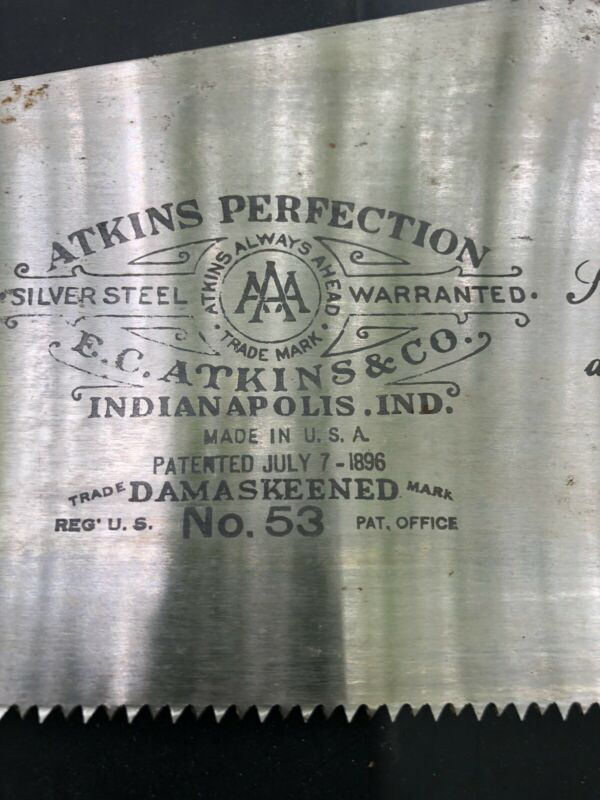 ATKINS PERFECTION
ATKINS ALWAYS AHEAD
SILVER STEEL AAA WARRANTED.
TRADE MARK
E.C. ATKINS & CO.
INDIANAPOLIS, IND.
MADE IN U. S. A.
PATENTED JULY 7-1896
TRADE DAMASKEENED MARK
REG' U. S. No. 53 PAT. OFFICE